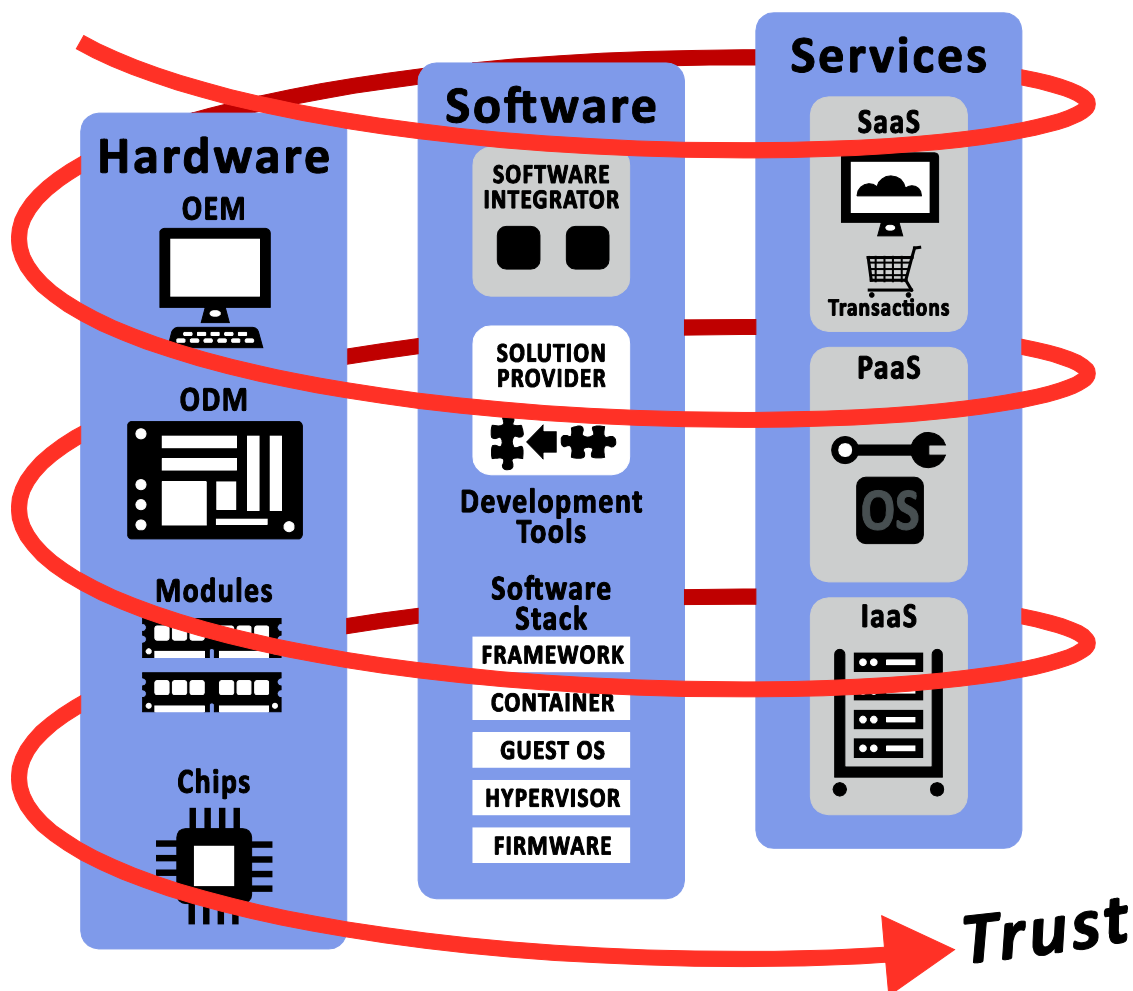 Hardware
OEM
ODM
Modules
Chips
Software
SOFTWARE
INTEGRATOR
SOLUTION
PROVIDER
Development
Tools
Software
Stack
FRAMEWORK
CONTAINER
GUEST OS
HYPERVISOR
FIRMWARE
Services
SaaS
Transactions
PaaS
OS
IaaS
Trust